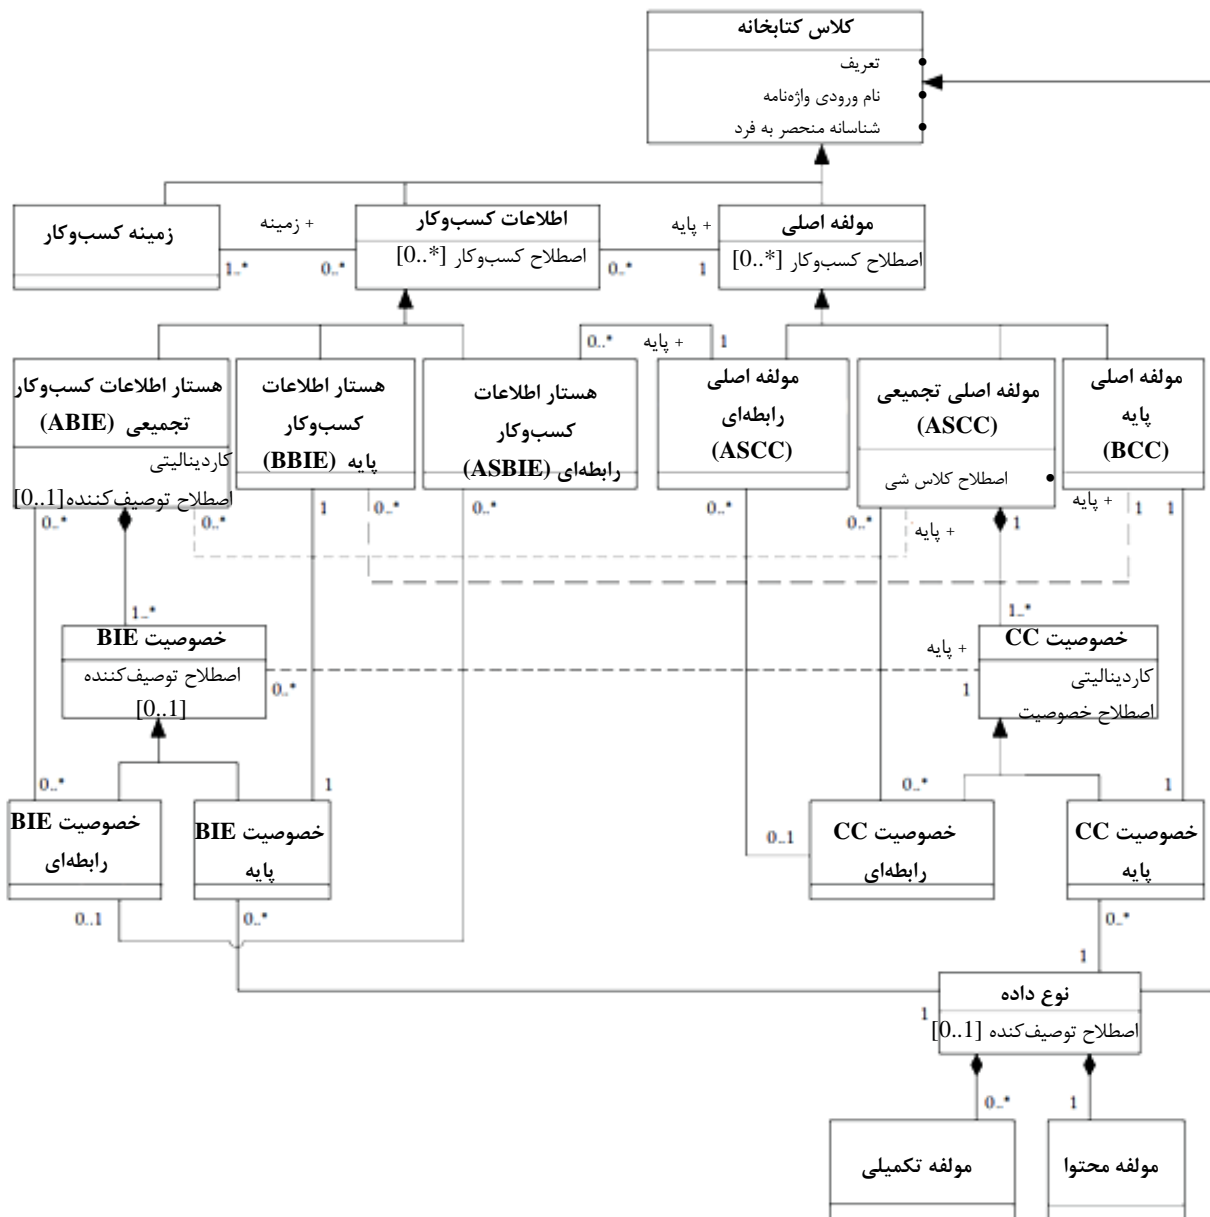 کلاس کتابخانه
تعریف
نام ورودی واژه‌نامه
شناسانه منحصر به فرد
زمینه کسب‌وکار
+ زمینه
1..*
0..*
اطلاعات کسب‌وکار
اصطلاح کسب‌وکار [0..*]
+ پایه
0..*
1
مولفه اصلی
اصطلاح کسب‌وکار [0..*]
0..*
+ پایه
1
هستار اطلاعات کسب‌وکار
تجمیعی (ABIE)
کاردینالیتی
اصطلاح توصیف‌کننده[0..1]
هستار اطلاعات
کسب‌وکار
پایه (BBIE)
هستار اطلاعات
کسب‌وکار
رابطه‌ای (ASBIE)
مولفه اصلی
رابطه‌ای
(ASCC)
مولفه اصلی تجمیعی
(ASCC)
اصطلاح کلاس شی
مولفه اصلی
پایه
(BCC)
0..*
0..*
1
0..*
0..*
0..*
0..*
+ پایه
1
+ پایه
1
1
1..*
1..*
خصوصیت BIE
اصطلاح توصیف‌کننده
[0..1]
0..*
+ پایه
1
خصوصیت CC
کاردینالیتی
اصطلاح خصوصیت
0..*
1
0..*
1
خصوصیت BIE
رابطه‌ای
خصوصیت BIE
پایه
0..1
خصوصیت CC
رابطه‌ای
خصوصیت CC
پایه
0..1
0..*
0..*
1
نوع داده
اصطلاح توصیف‌کنده [0..1]
1
0..*
1
مولفه تکمیلی
مولفه محتوا